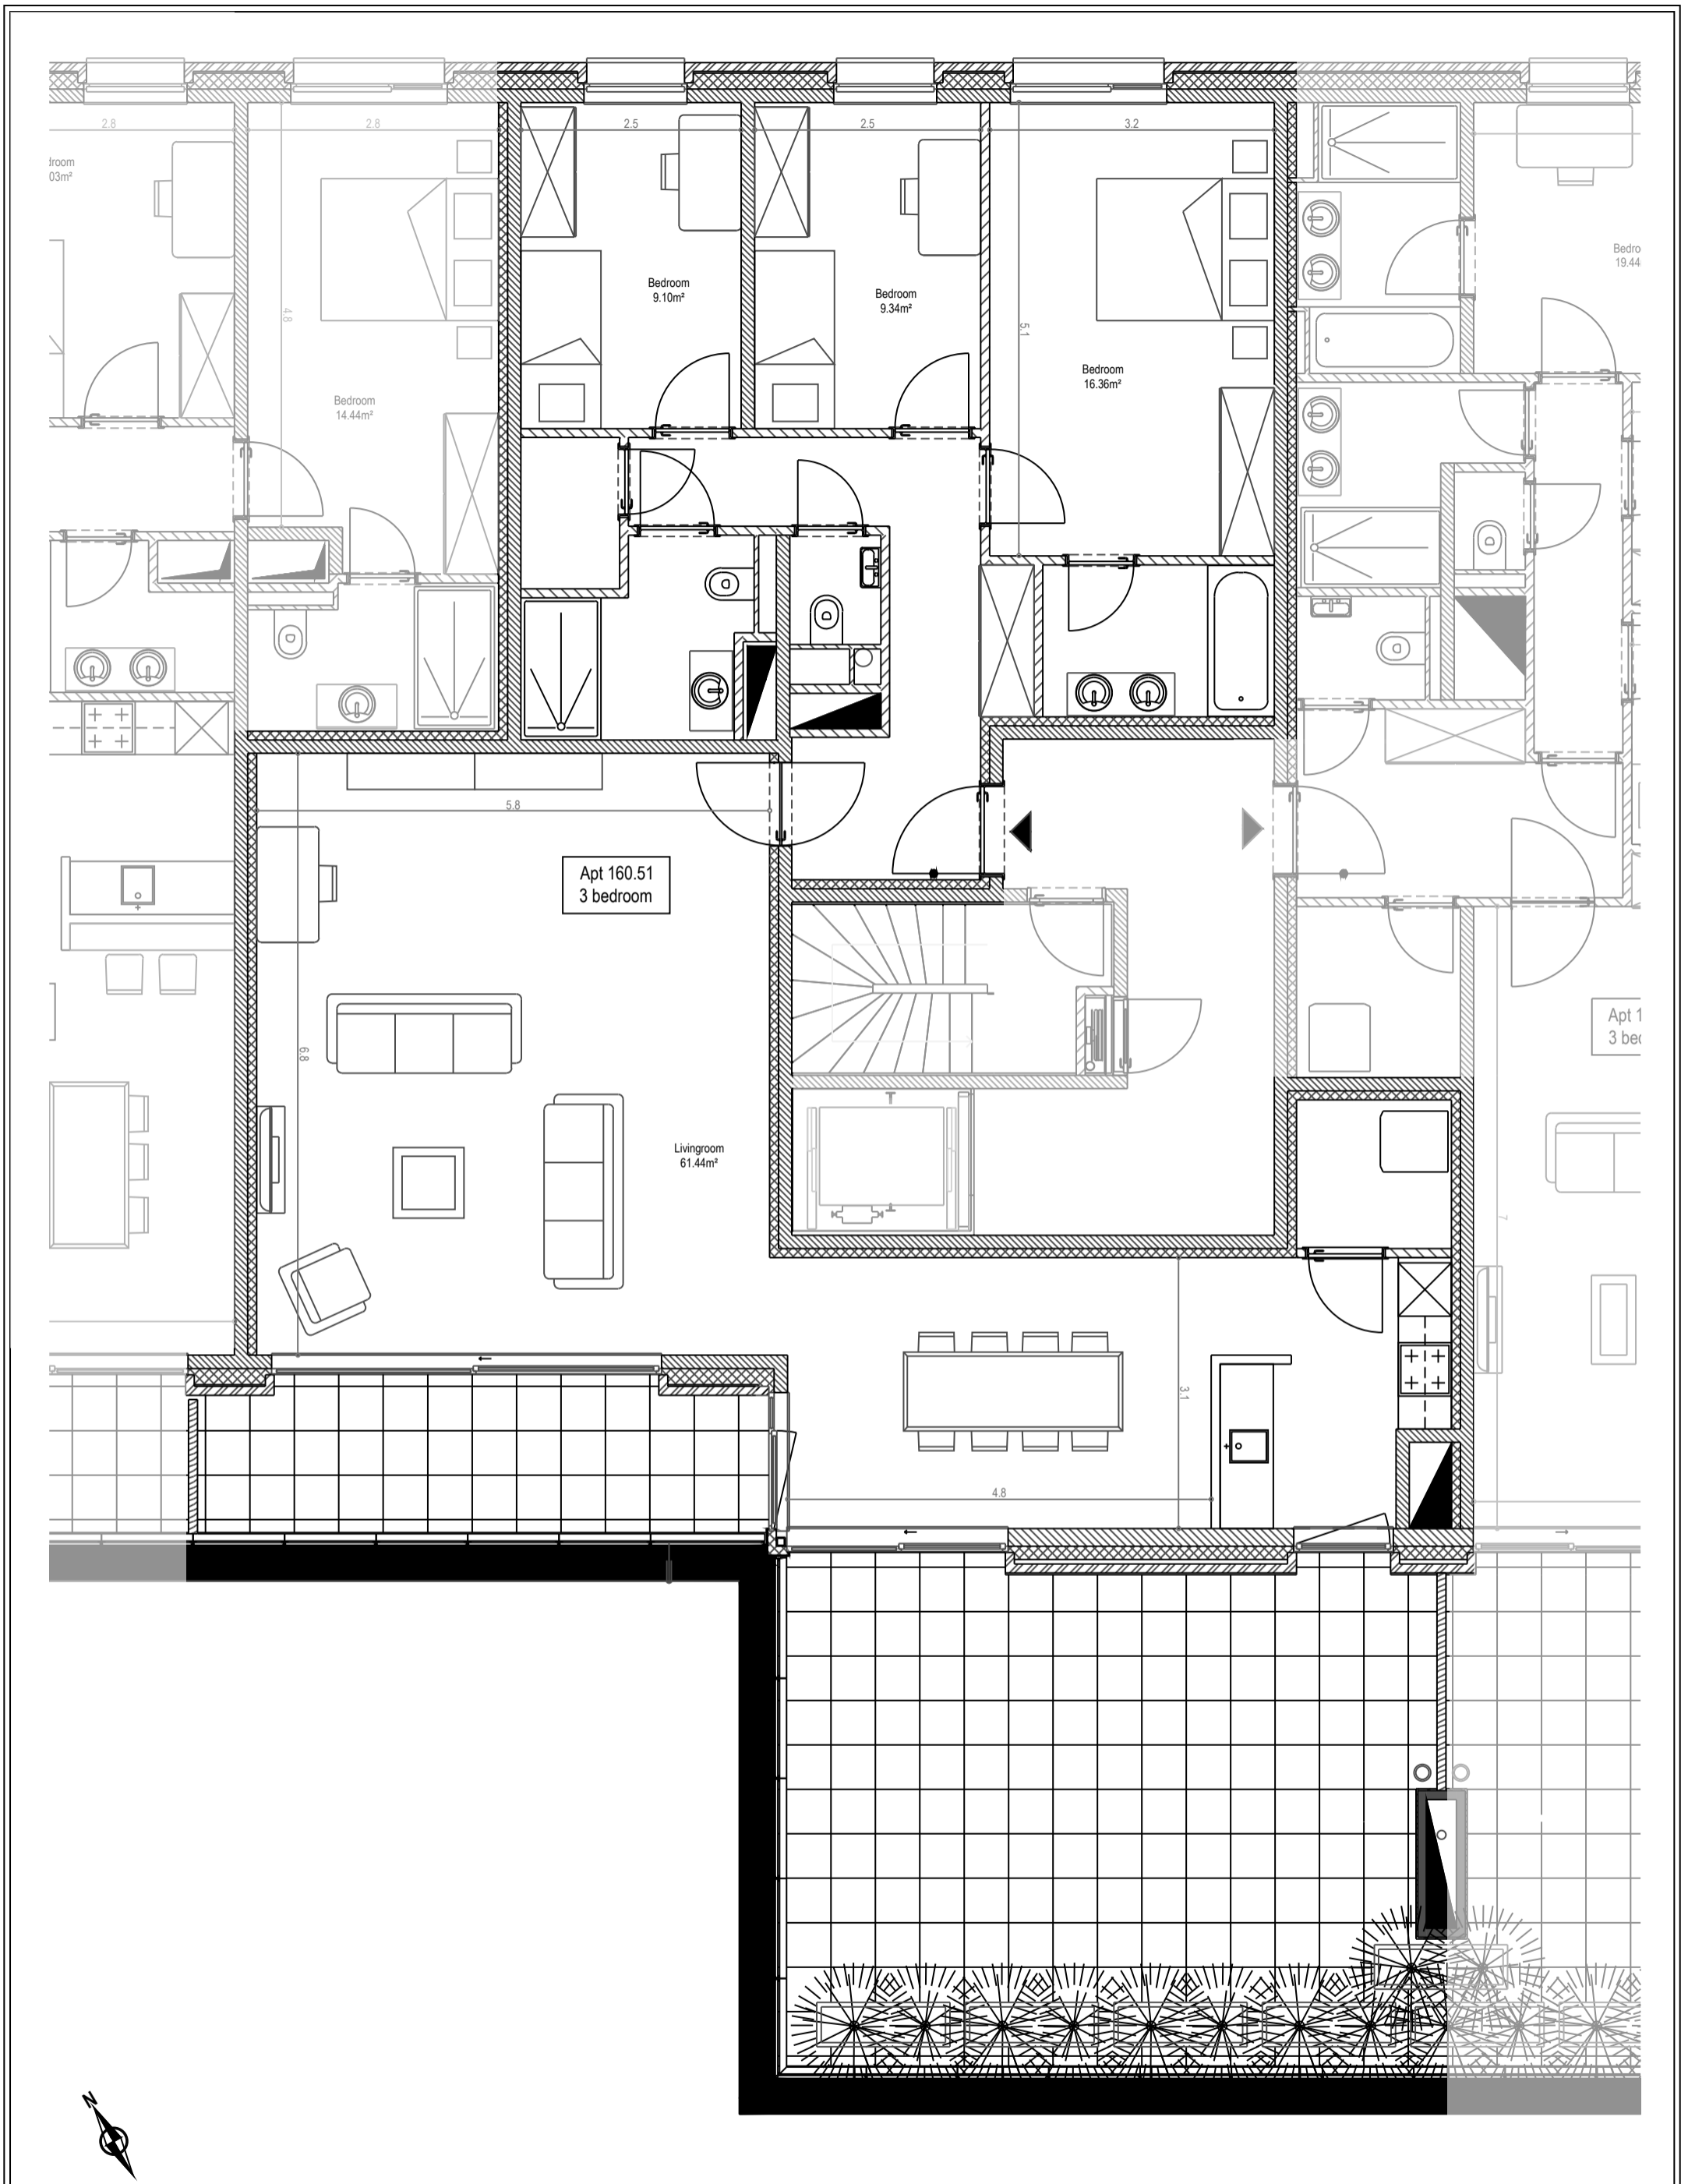 2.8
2.8
2.5
2.5
3.2
droom
03m²
Bedro
19.44
Bedroom
9.10m²
Bedroom
9.34m²
4.8
5.1
Bedroom
16.36m²
Bedroom
14.44m²
5.8
Apt 160.51
3 bedroom
Apt 1
3 bed
6.8
Livingroom
61.44m²
7
3.1
4.8
N